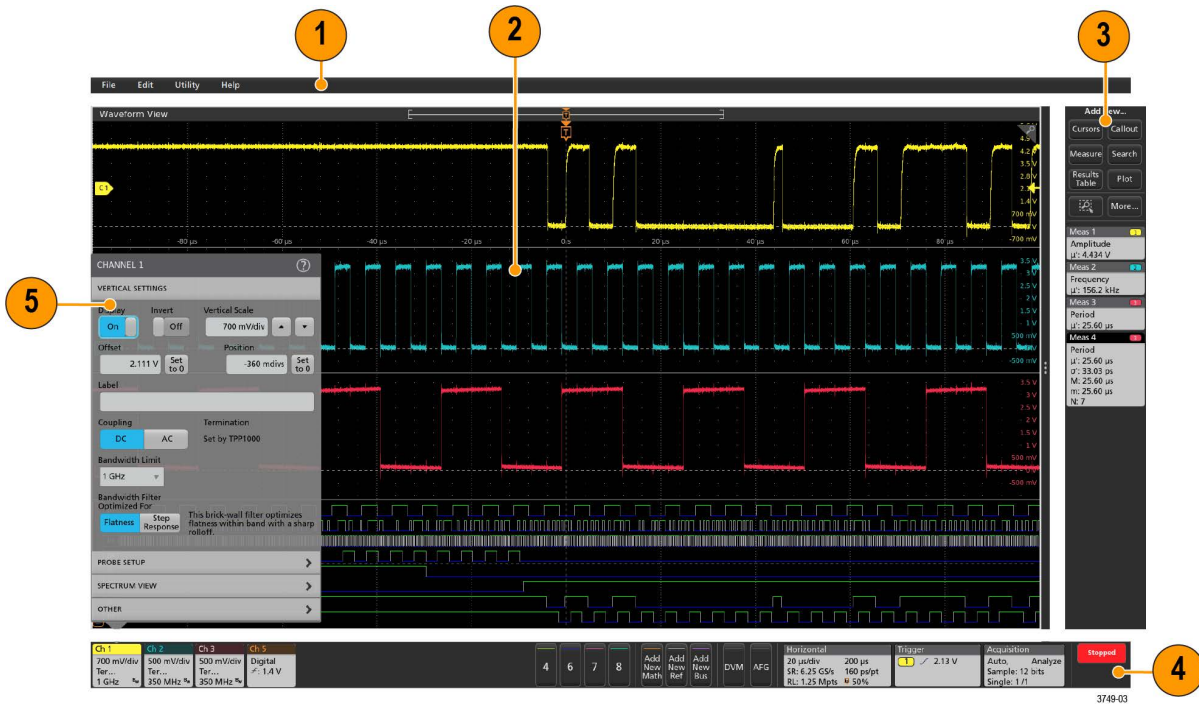 1
2
3
File Edit Utility Help
Waveform View
T
T
Add New...
Cursors Callout
Measure Search
Results Table Plot
More...
C1
4.2 V
3.5 V
2.8 V
1.4 V
700 mV
-700 mV
-80 µs -60 µs -40 µs -20 µs 0 s 20 µs 40 µs 60 µs 80 µs
Meas 1 1
Amplitude
µ': 4.434 V
Meas 2 2
Frequency
µ': 156.2 kHz
Meas 3 3
Period
µ': 25.60 µs
Meas 4 3
Period
µ': 25.60 µs
σ': 33.03 ps
M: 25.60 µs
m: 25.60 µs
N: 7
3.5 V
2.5 V
2 V
1.5 V
1 V
500 mV
-500 mV
3.5 V
3 V
2.5 V
2 V
1.5 V
1 V
500 mV
-500 mV
5
CHANNEL 1 ?
VERTICAL SETTINGS
Display Invert Vertical Scale
On Off 700 mV/div
Offset Position
2.111 V Set to 0 -360 mdivs Set to 0
Label
Coupling Termination
DC AC Set by TPP1000
Bandwidth Limit
1 GHz
Bandwidth Filter
Optimized For
Flatness Step Response
This brick-wall filter optimizes
flatness within band with a sharp
rolloff.
PROBE SETUP
SPECTRUM VIEW
OTHER
Ch 1 Ch 2 Ch 3 Ch 5
700 mV/div 500 mV/div 500 mV/div Digital
Ter... Ter... Ter... : 1.4 V
1 GHz 350 MHz 350 MHz
4 6 7 8
Add New Math
Add New Ref
Add New Bus
DVM AFG
Horizontal
20 µs/div 200 µs
SR: 6.25 GS/s 160 ps/pt
RL: 1.25 Mpts 50%
Trigger
1 2.13 V
Acquisition
Auto, Analyze
Sample: 12 bits
Single: 1 /1
Stopped
4
3749-03